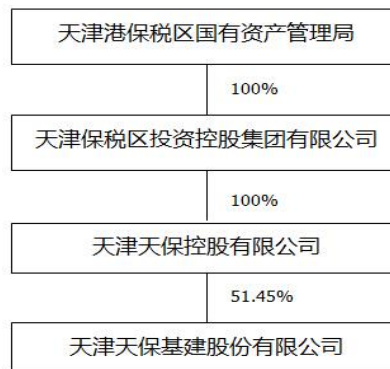 天津港保税区国有资产管理局
100%
天津保税区投资控股集团有限公司
100%
天津天保控股有限公司
51.45%
天津天保基建股份有限公司